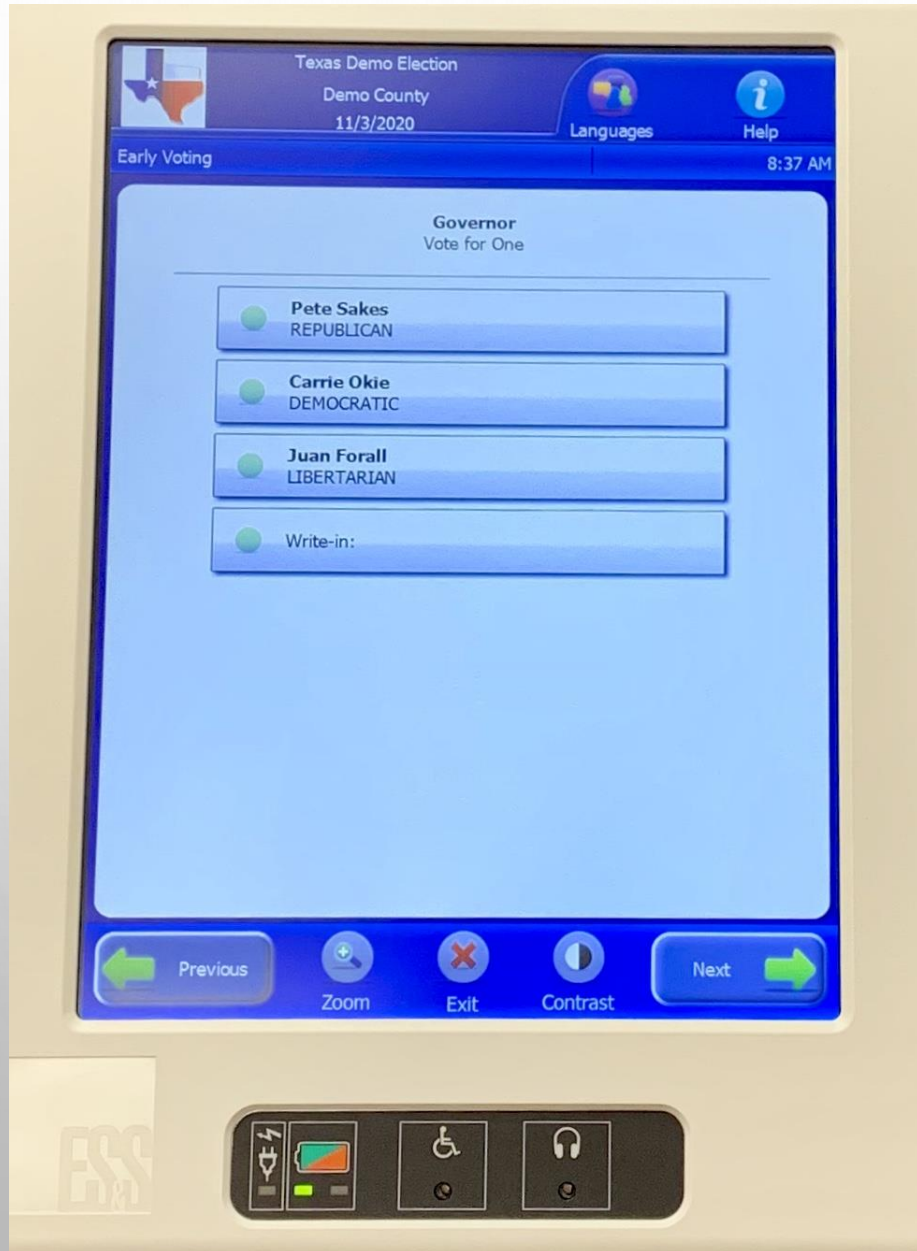 Texas Demo Election
Demo County
11/3/2020
Languages
Help
Early Voting
8:37 AM
Governor
Vote for One
Pete Sakes
REPUBLICAN
Carrie Okie
DEMOCRATIC
Juan Forall
LIBERTARIAN
Write-in:
Previous
Zoom
Exit
Contrast
Next
ES&S